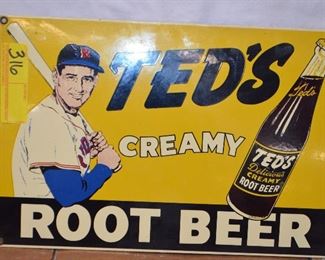 316
TED'S
CREAMY
Ted's
TED'S
Delicious
CREAMY
ROOT BEER
ROOT BEER